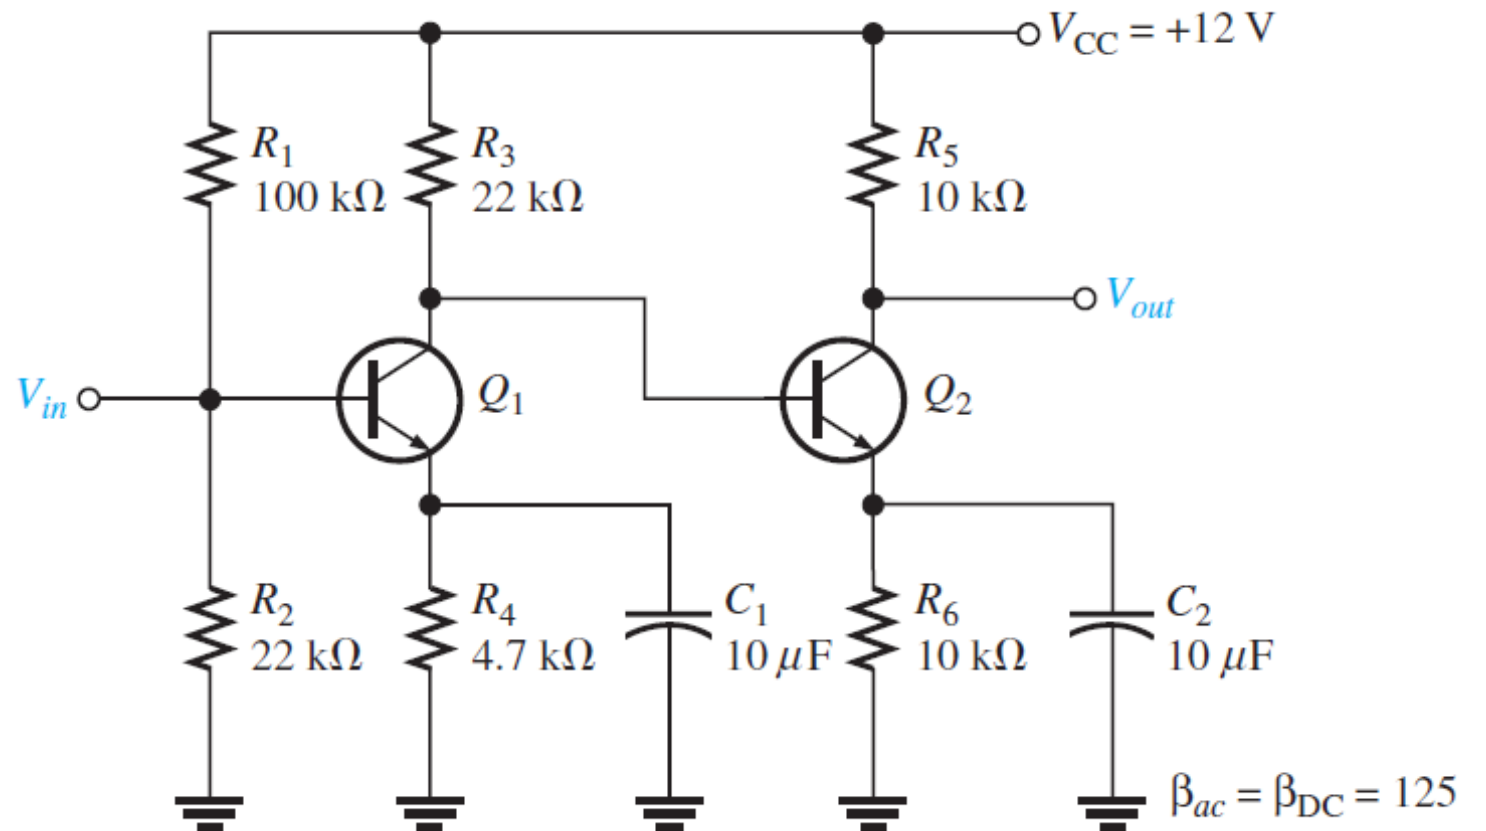 V_CC = +12 V
R_1
100 kΩ
R_3
22 kΩ
R_5
10 kΩ
V_out
V_in
Q_1
Q_2
R_2
22 kΩ
R_4
4.7 kΩ
C_1
10 μF
R_6
10 kΩ
C_2
10 μF
β_ac = β_DC = 125